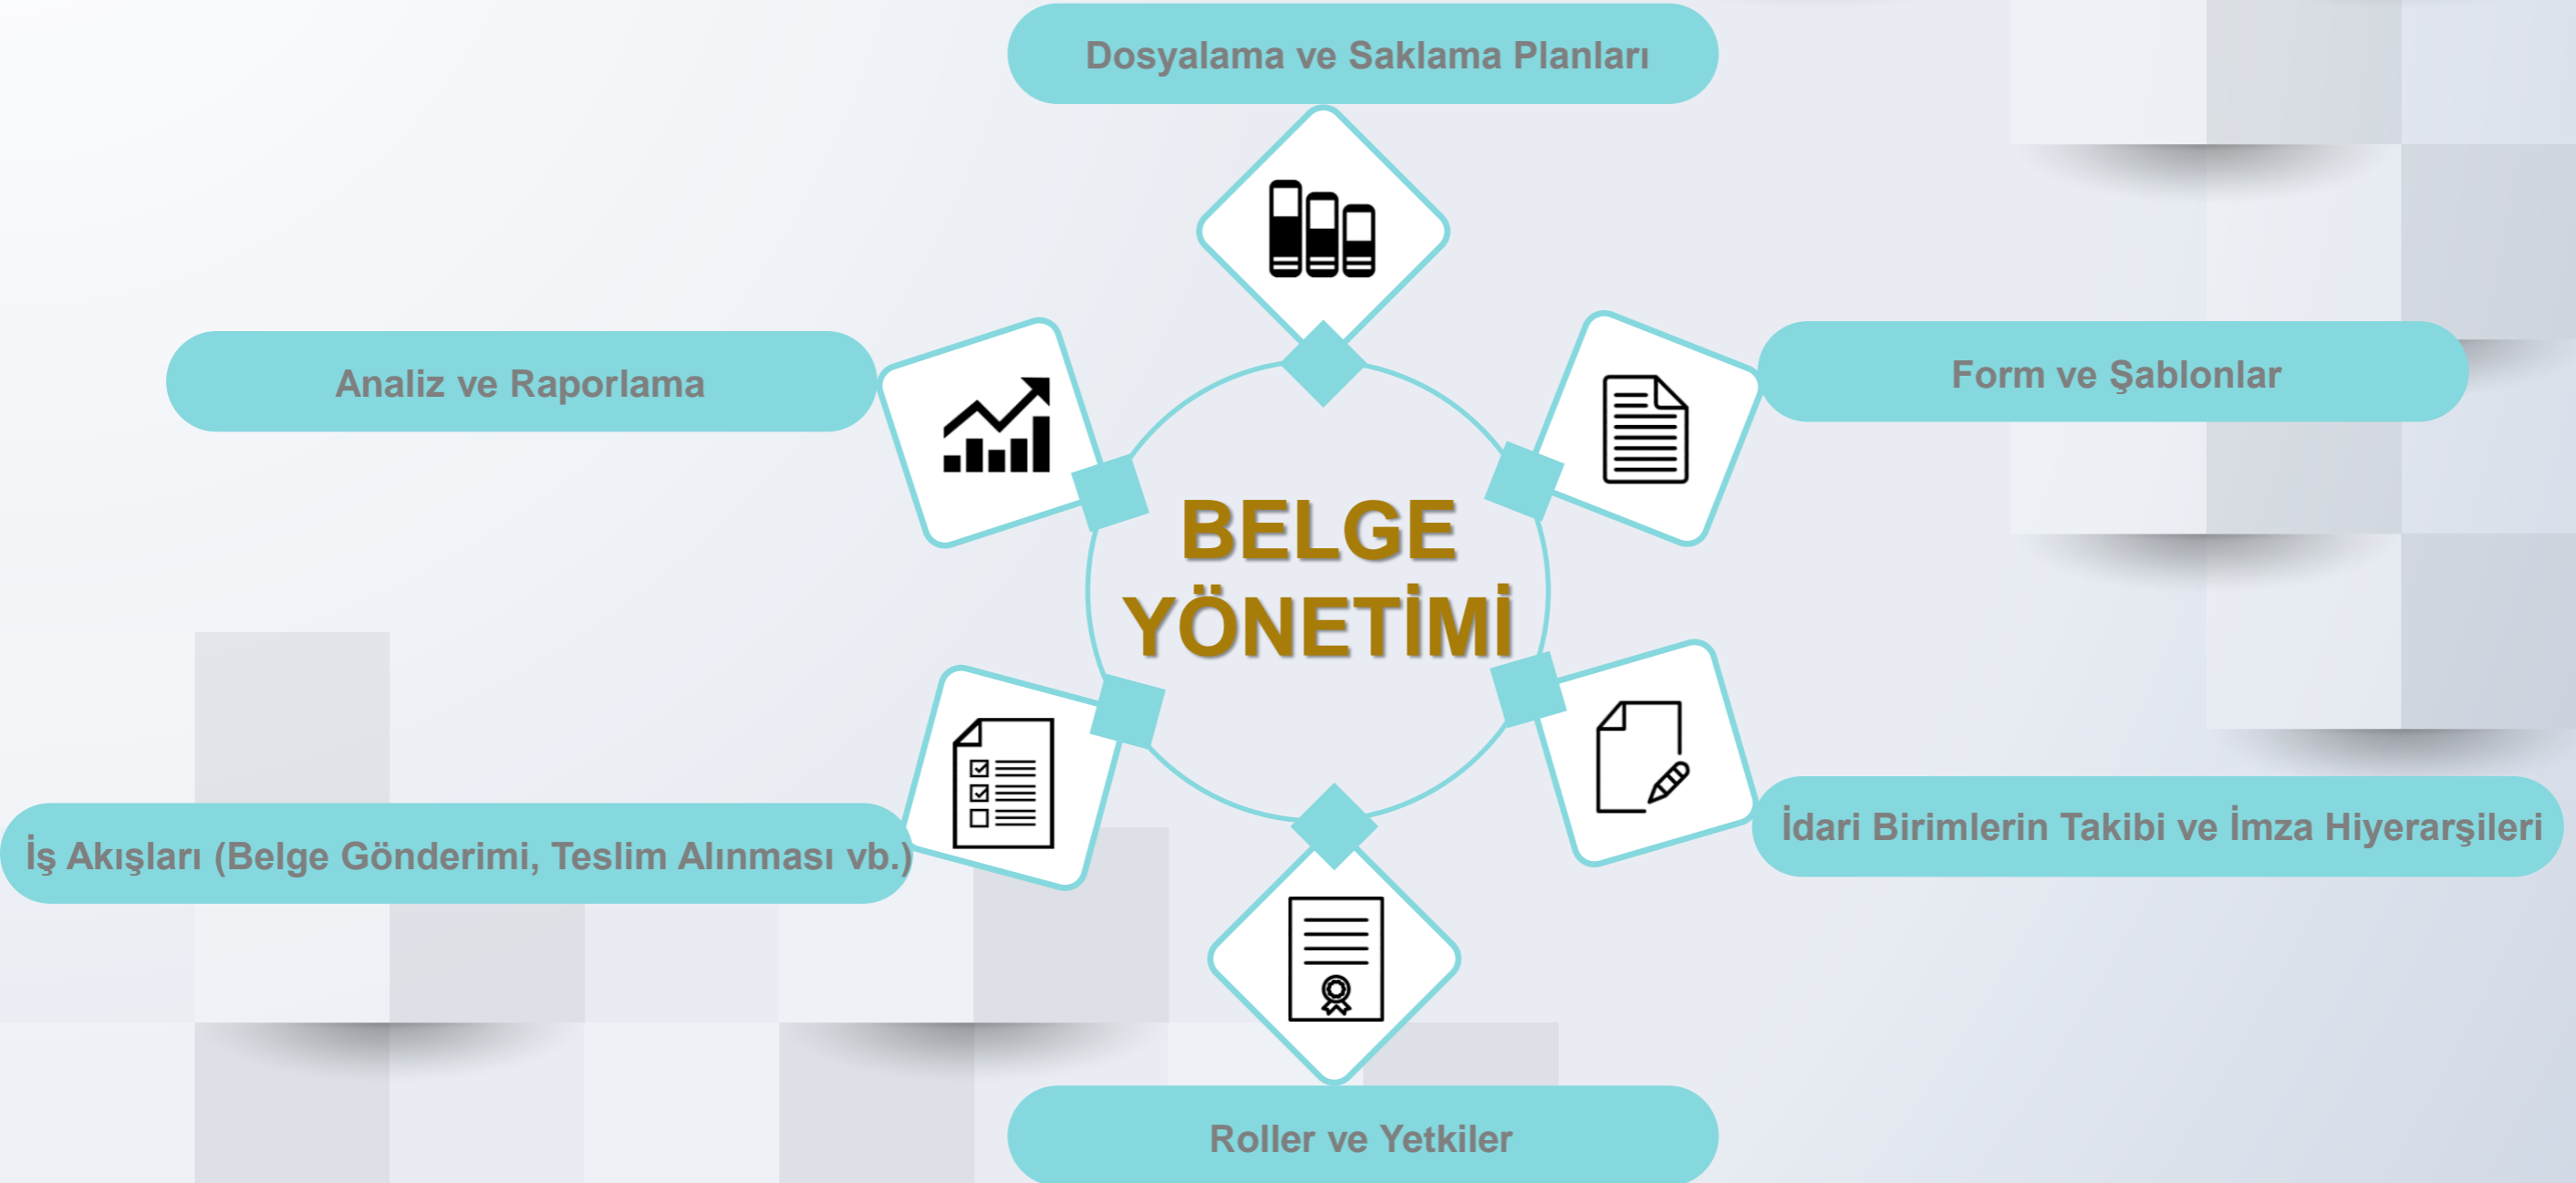 Dosyalama ve Saklama Planları
Analiz ve Raporlama
Form ve Şablonlar
BELGE
YÖNETİMİ
İş Akışları (Belge Gönderimi, Teslim Alınması vb.)
İdari Birimlerin Takibi ve İmza Hiyerarşileri
Roller ve Yetkiler